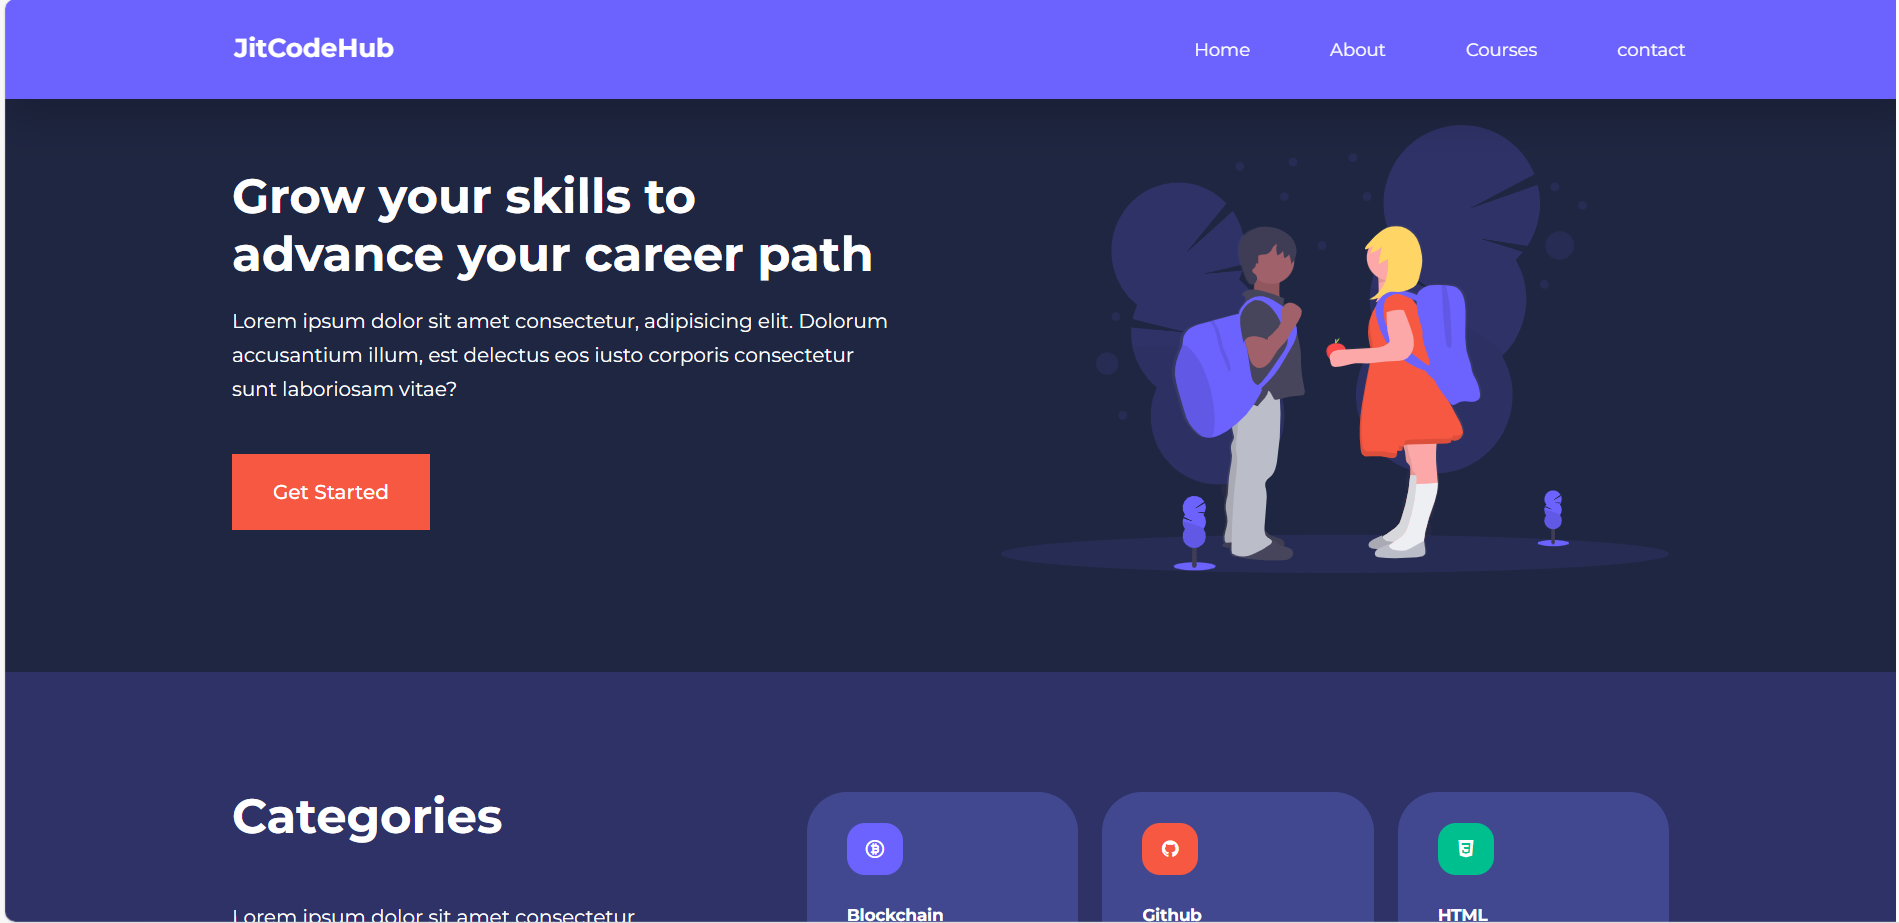 JitCodeHub
Home
About
Courses
contact
Grow your skills to
advance your career path
Lorem ipsum dolor sit amet consectetur, adipisicing elit. Dolorum
accusantium illum, est delectus eos iusto corporis consectetur
sunt laboriosam vitae?
Get Started
Categories
Lorem ipsum dolor sit amet consectetur
Blockchain
Github
HTML